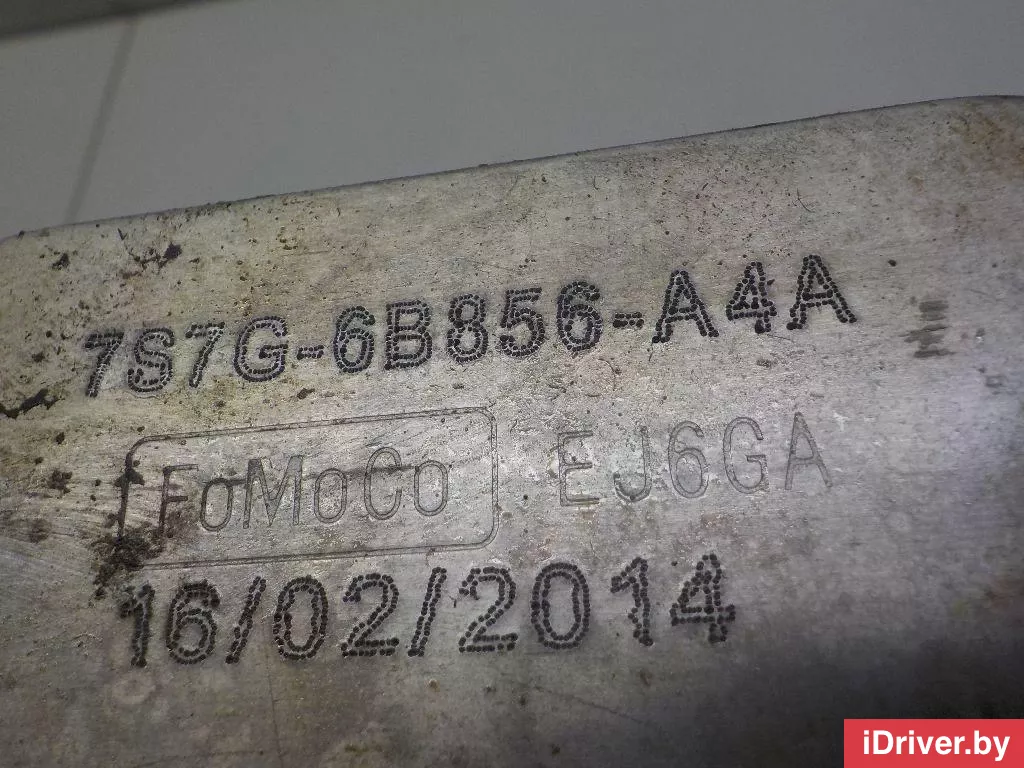 7S7G-6B856-A4A
FoMoCo EJ6GA
16/02/2014
iDriver.by